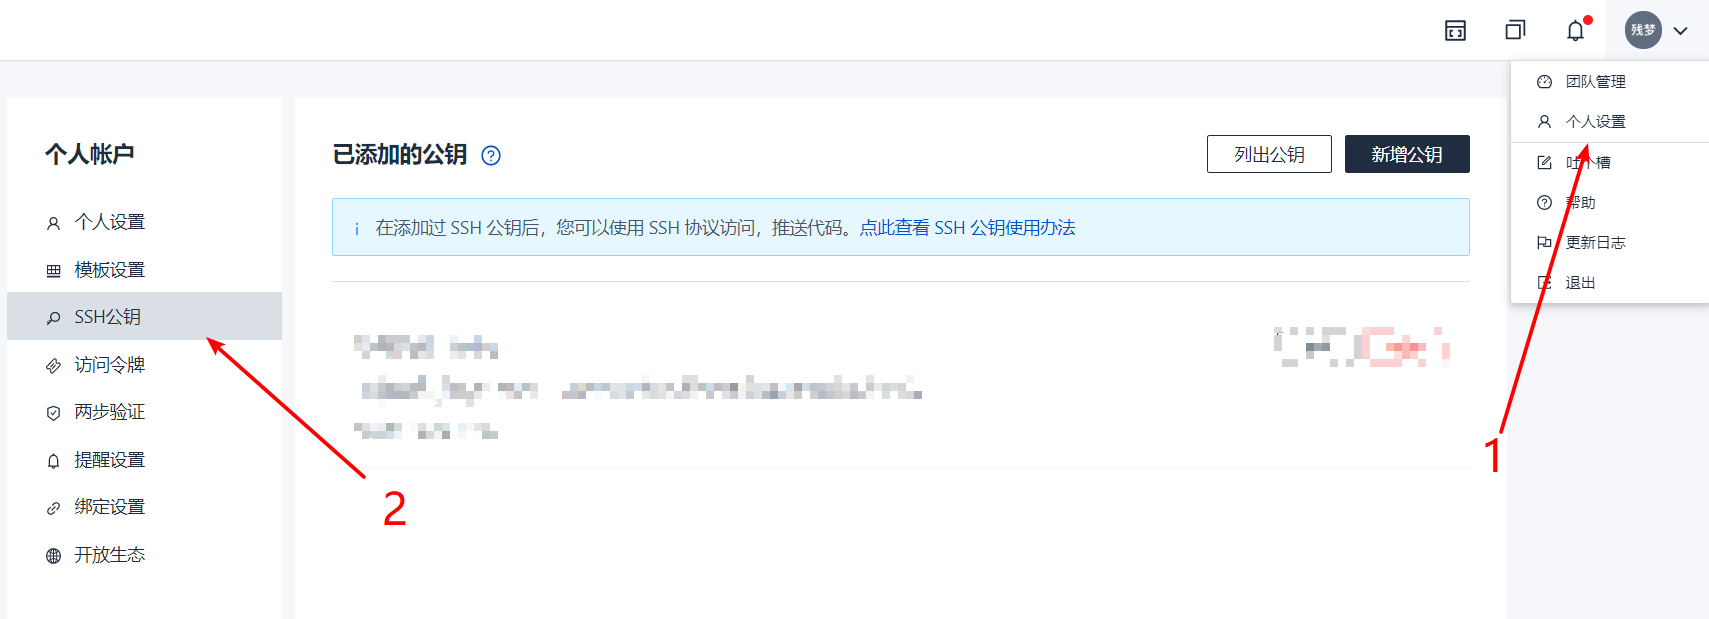 残梦
团队管理
个人设置
吐个槽
帮助
更新日志
退出
个人帐户
个人设置
模板设置
SSH公钥
访问令牌
两步验证
提醒设置
绑定设置
开放生态
已添加的公钥
列出公钥
新增公钥
在添加过 SSH 公钥后，您可以使用 SSH 协议访问，推送代码。点此查看 SSH 公钥使用办法
1
2